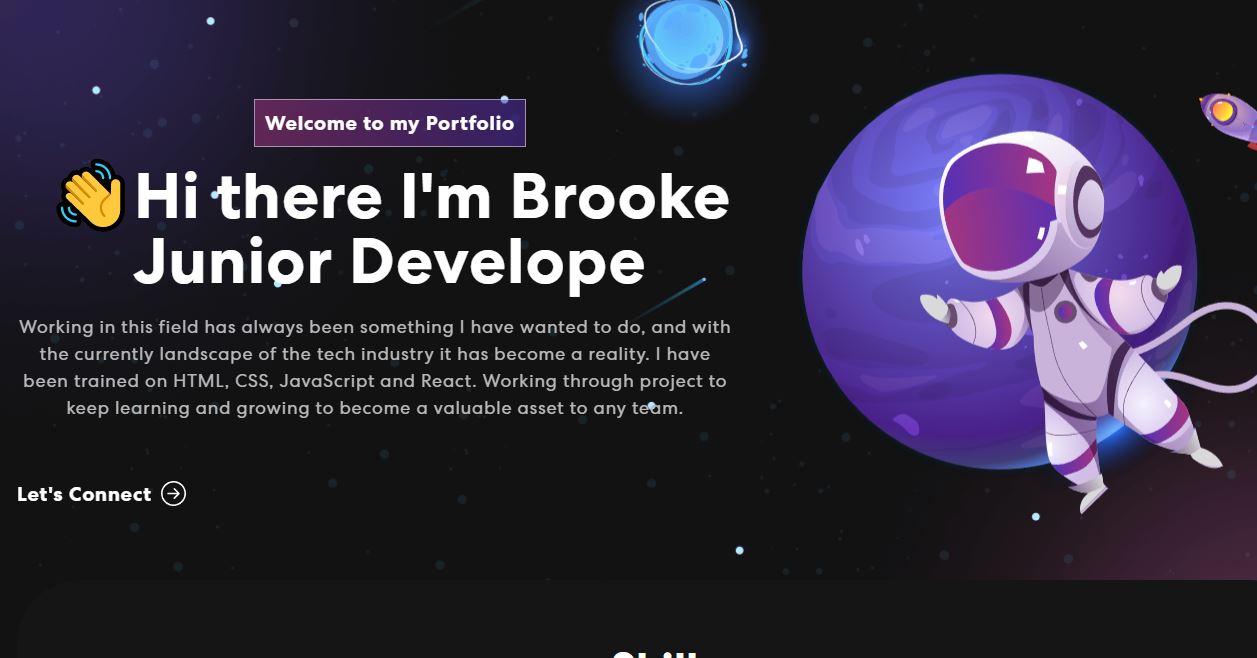 Welcome to my Portfolio
Hi there I'm Brooke
Junior Develope
Working in this field has always been something I have wanted to do, and with
the currently landscape of the tech industry it has become a reality. I have
been trained on HTML, CSS, JavaScript and React. Working through project to
keep learning and growing to become a valuable asset to any team.
Let's Connect